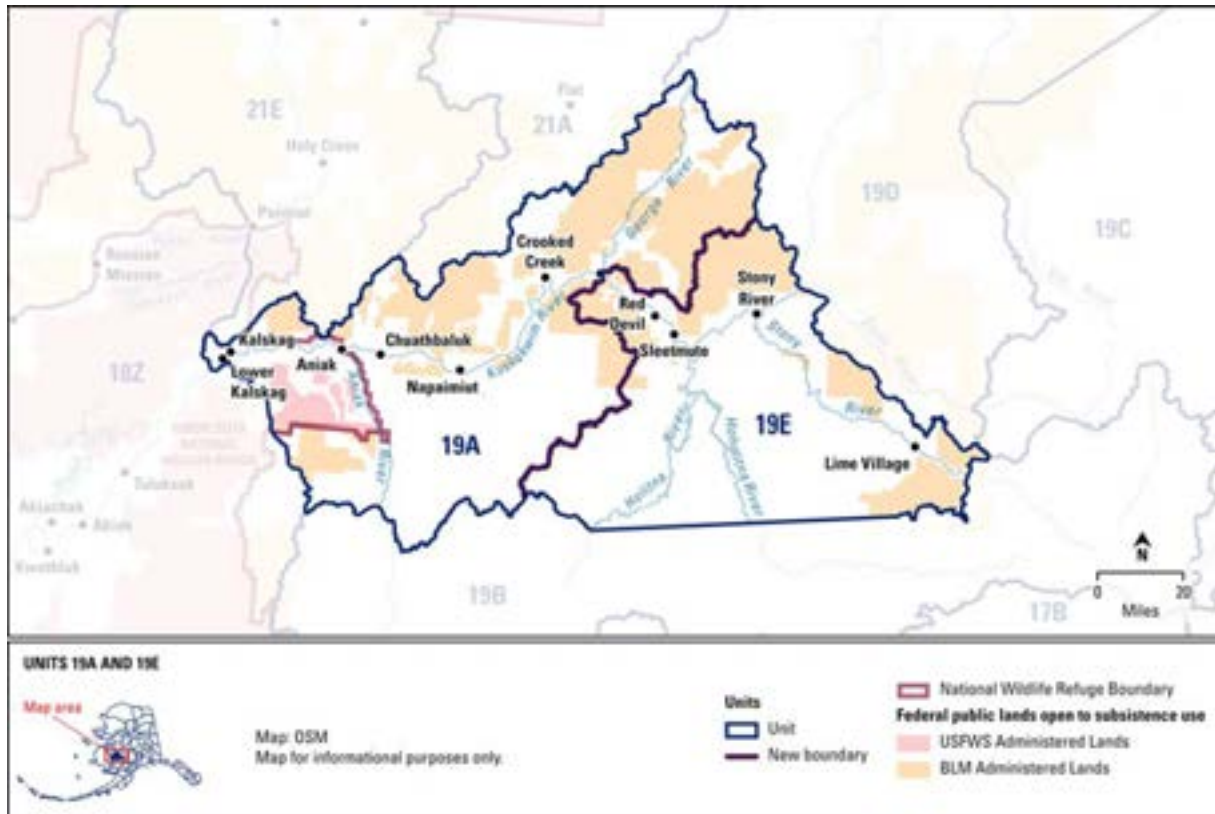 21E
Flat
21A
Holy Cross
19D
Paimiut
19C
Russian
Mission
Crooked
Creek
George
River
Stony
River
Red
Devil
Kalskag
Chuathbaluk
Kuskokwim River
Sleetmute
Stony
18Z
Lower
Kalskag
Aniak
Aniak
Napaimiut
River
River
19A
Holitna
River
Hoholitna River
19E
Lime Village
Tuluksak
Akiachak
Akiak
Kwethluk
19B
17B
N
0
20
Miles
UNITS 19A AND 19E
Map area
Map: OSM
Map for informational purposes only.
Units
Unit
New boundary
National Wildlife Refuge Boundary
Federal public lands open to subsistence use
USFWS Administered Lands
BLM Administered Lands